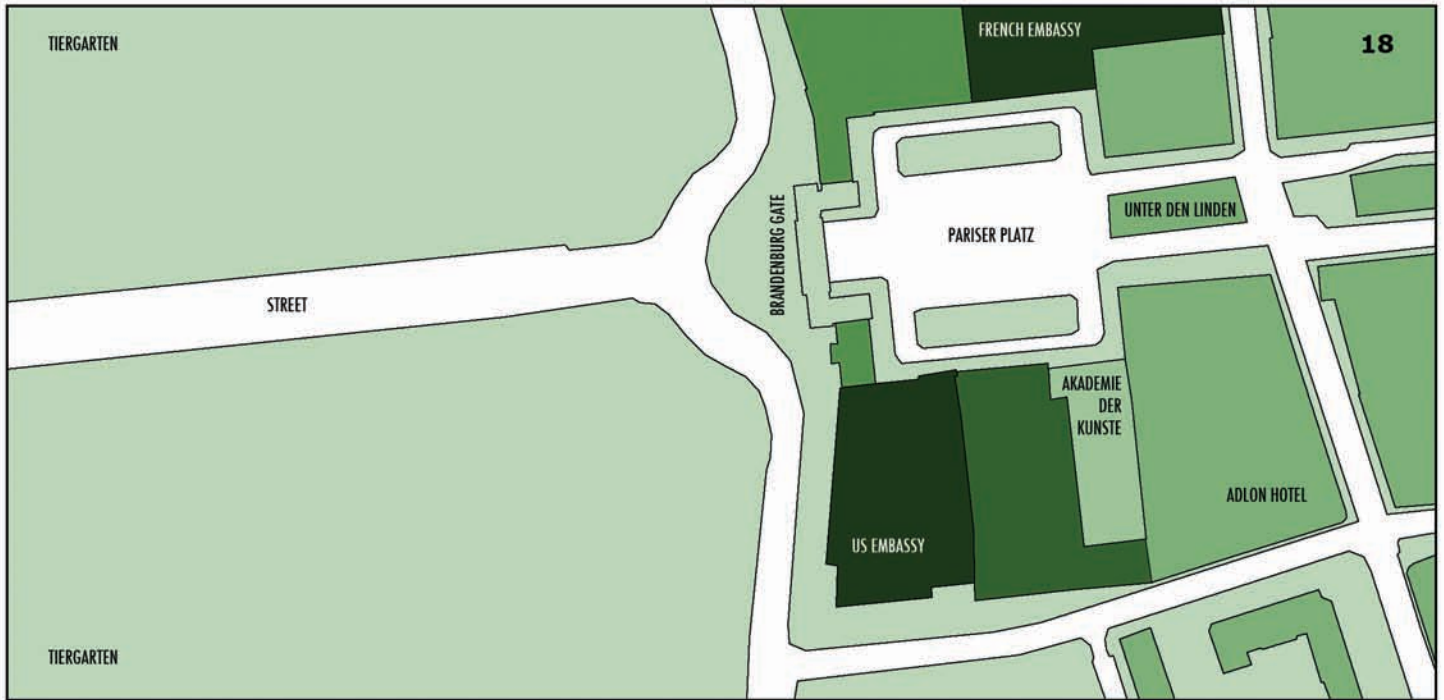 TIERGARTEN
FRENCH EMBASSY
18
BRANDENBURG GATE
UNTER DEN LINDEN
PARISER PLATZ
STREET
AKADEMIE
DER
KUNSTE
ADLON HOTEL
US EMBASSY
TIERGARTEN